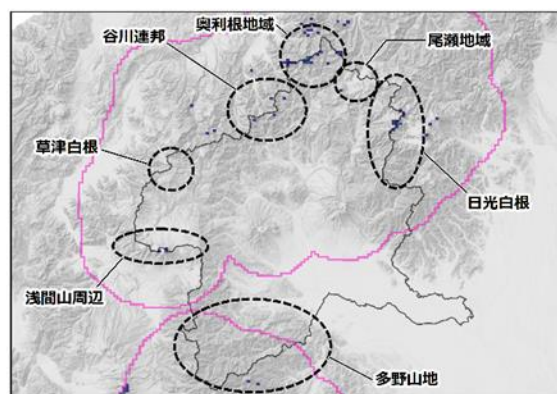 奥利根地域
谷川連邦
尾瀬地域
草津白根
日光白根
浅間山周辺
多野山地